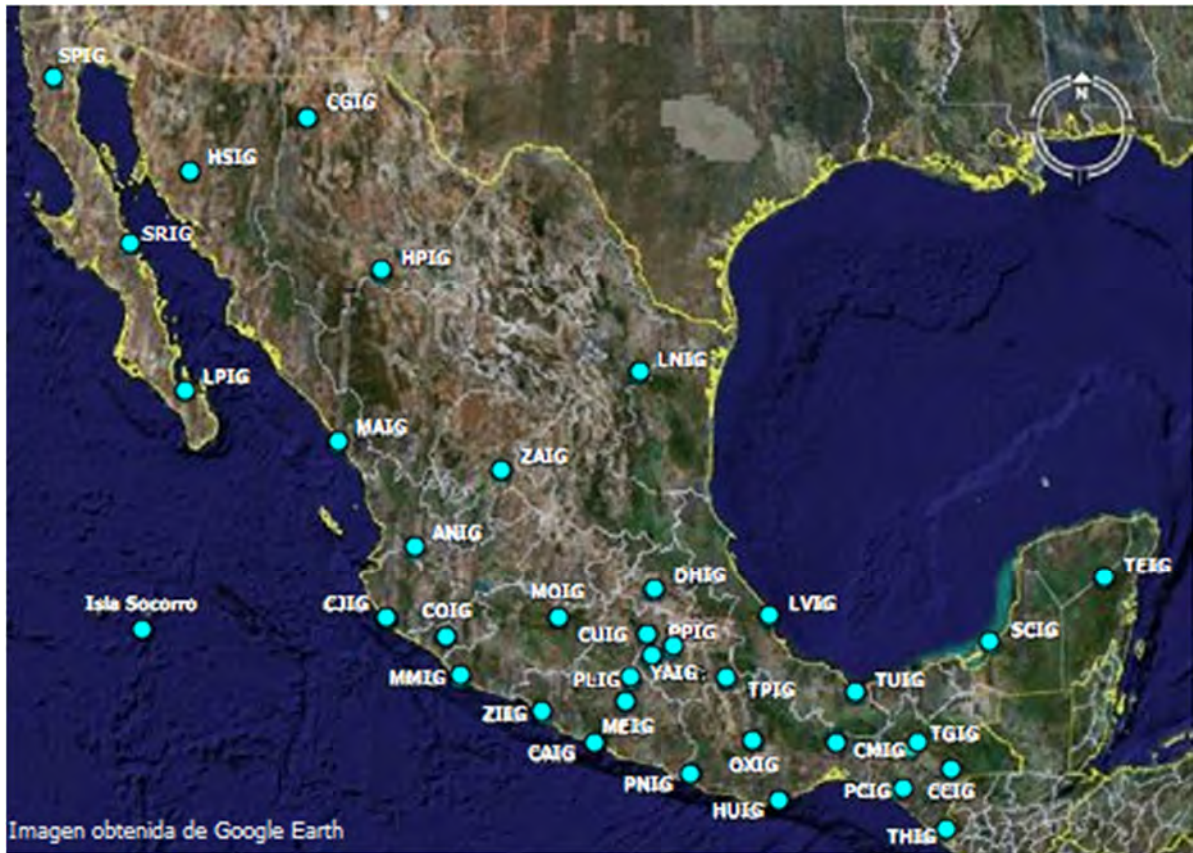 SPIG
CGIG
N
HSIG
SRIG
HPIG
LNIG
LPIG
MAIG
ZAIG
ANIG
DHIG
TEIG
MOIG
Isla Socorro
CJIG
COIG
LVIG
CUIG
PPIG
SCIG
MMIG
PLIG
YAIG
TPIG
TUIG
ZIIG
MEIG
CAIG
OXIG
CMIG
TGIG
PNIG
PCIG
CCIG
HUIG
THIG
Imagen obtenida de Google Earth